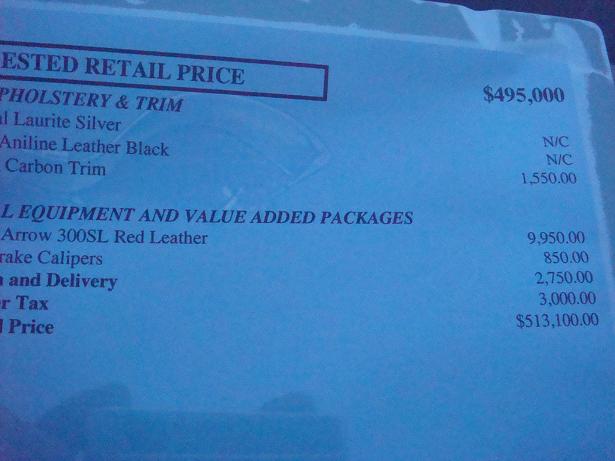 ESTED RETAIL PRICE $495,000
PHOLSTERY & TRIM
al Laurite Silver N/C
Aniline Leather Black N/C
Carbon Trim 1,550.00
L EQUIPMENT AND VALUE ADDED PACKAGES
Arrow 300SL Red Leather 9,950.00
rake Calipers 850.00
and Delivery 2,750.00
r Tax 3,000.00
l Price $513,100.00